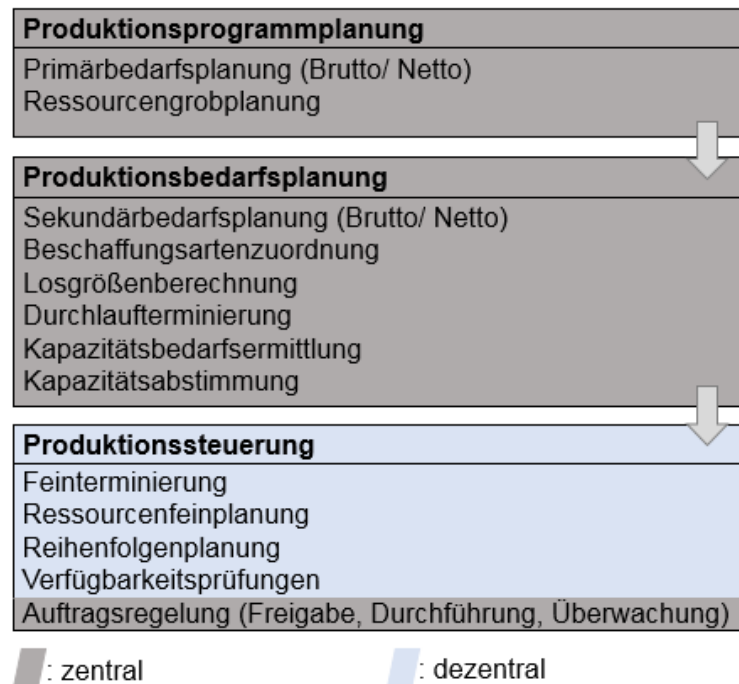 Produktionsprogrammplanung
Primärbedarfsplanung (Brutto/ Netto)
Ressourcengrobplanung
Produktionsbedarfsplanung
Sekundärbedarfsplanung (Brutto/ Netto)
Beschaffungsartenzuordnung
Losgrößenberechnung
Durchlaufterminierung
Kapazitätsbedarfsermittlung
Kapazitätsabstimmung
Produktionssteuerung
Feinterminierung
Ressourcenfeinplanung
Reihenfolgenplanung
Verfügbarkeitsprüfungen
Auftragsregelung (Freigabe, Durchführung, Überwachung)
: zentral
: dezentral